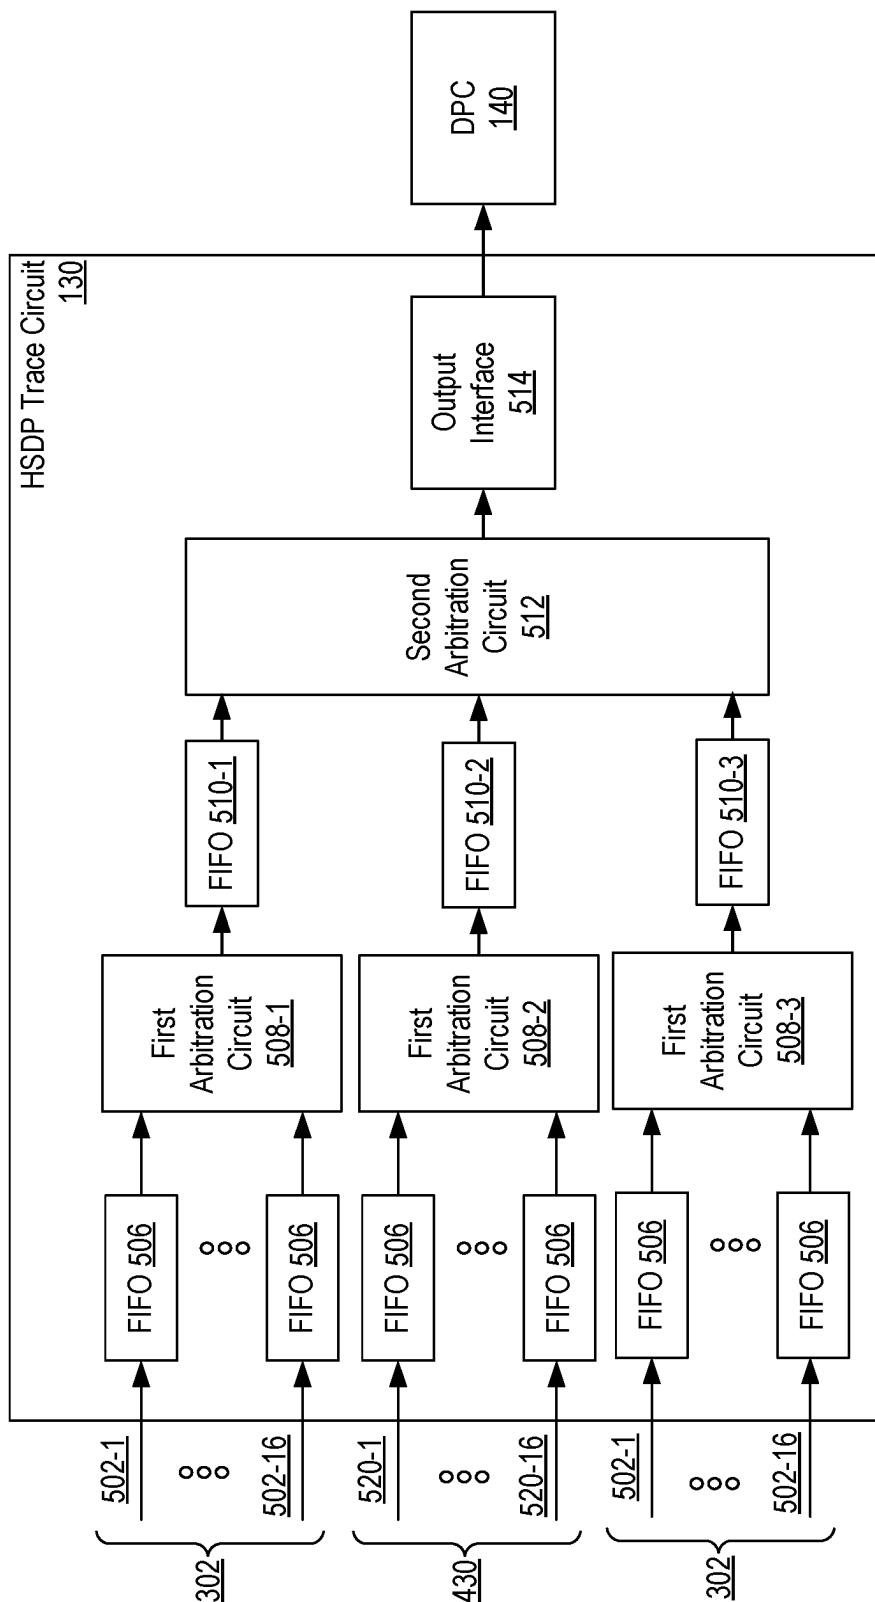 HSDP Trace Circuit
130
302
502-1
502-16
FIFO 506
FIFO 506
First
Arbitration
Circuit
508-1
FIFO 510-1
430
520-1
520-16
FIFO 506
FIFO 506
First
Arbitration
Circuit
508-2
FIFO 510-2
302
502-1
502-16
FIFO 506
FIFO 506
First
Arbitration
Circuit
508-3
FIFO 510-3
Second
Arbitration
Circuit
512
Output
Interface
514
DPC
140